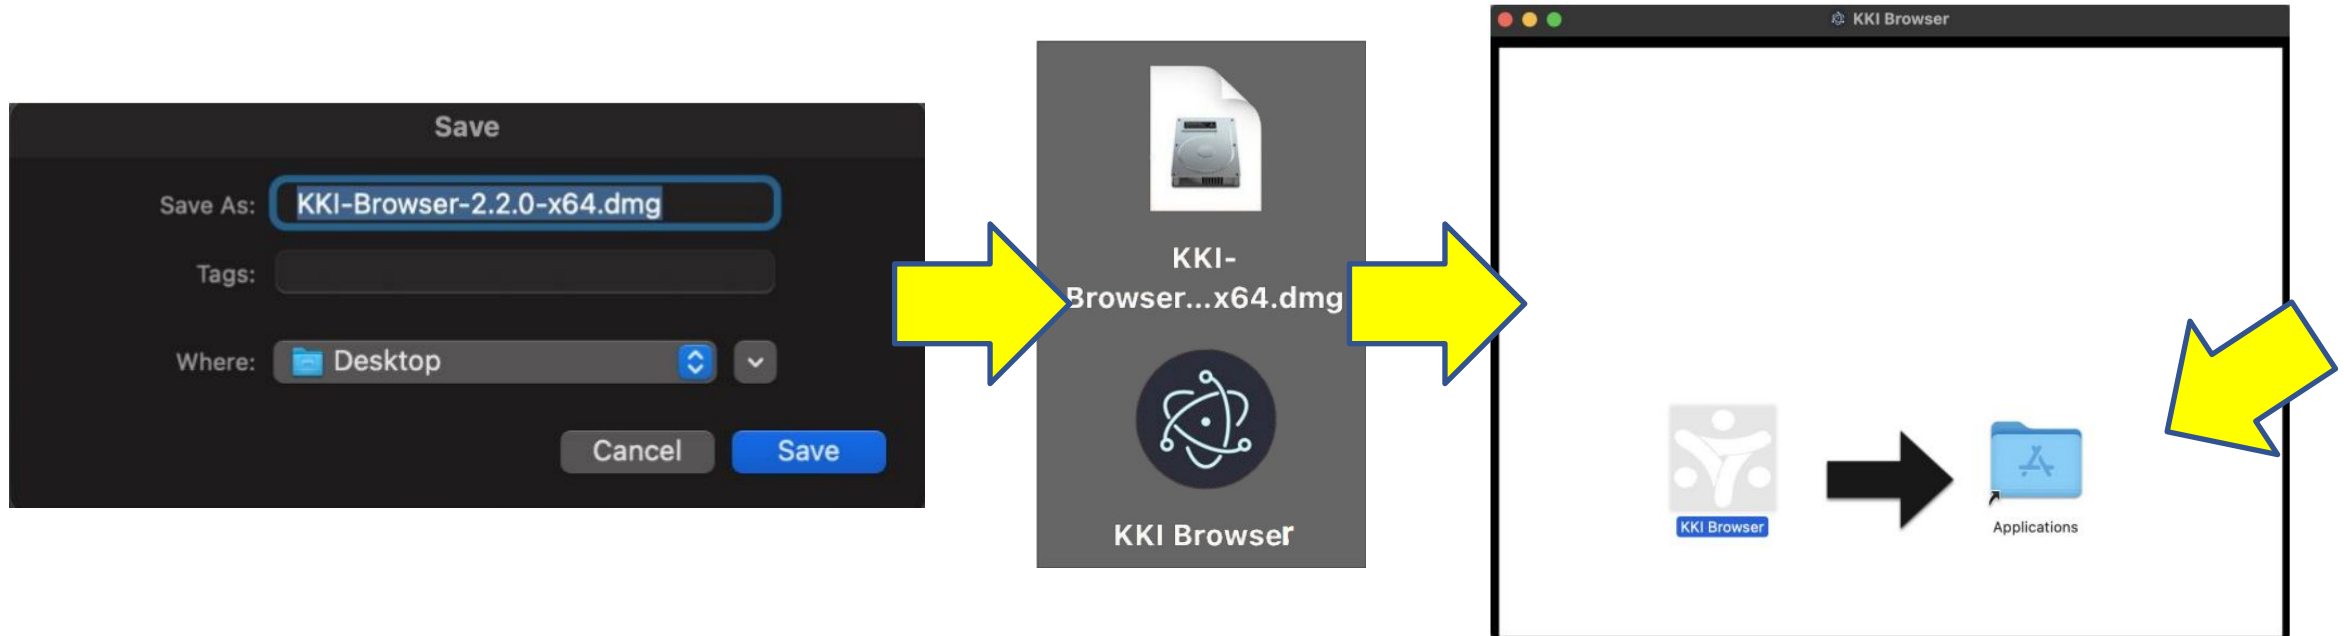 Save
Save As: KKI-Browser-2.2.0-x64.dmg
Tags:
Where: Desktop
Cancel Save
KKI-
Browser...x64.dmg
KKI Browser
KKI Browser
KKI Browser
Applications